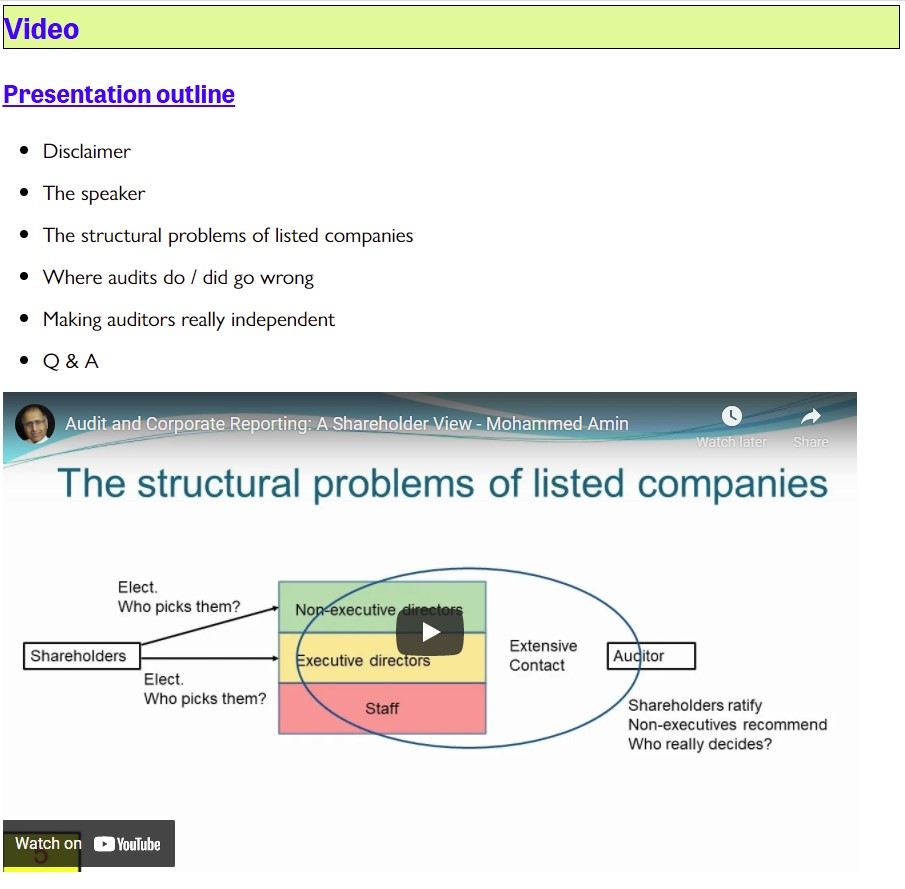 Video
Presentation outline
Disclaimer
The speaker
The structural problems of listed companies
Where audits do / did go wrong
Making auditors really independent
Q & A
Audit and Corporate Reporting: A Shareholder View - Mohammed Amin
Watch later
Share
The structural problems of listed companies
Elect.
Who picks them?
Non-executive directors
Shareholders
Executive directors
Extensive
Contact
Auditor
Elect.
Who picks them?
Staff
Shareholders ratify
Non-executives recommend
Who really decides?
Watch on YouTube
5